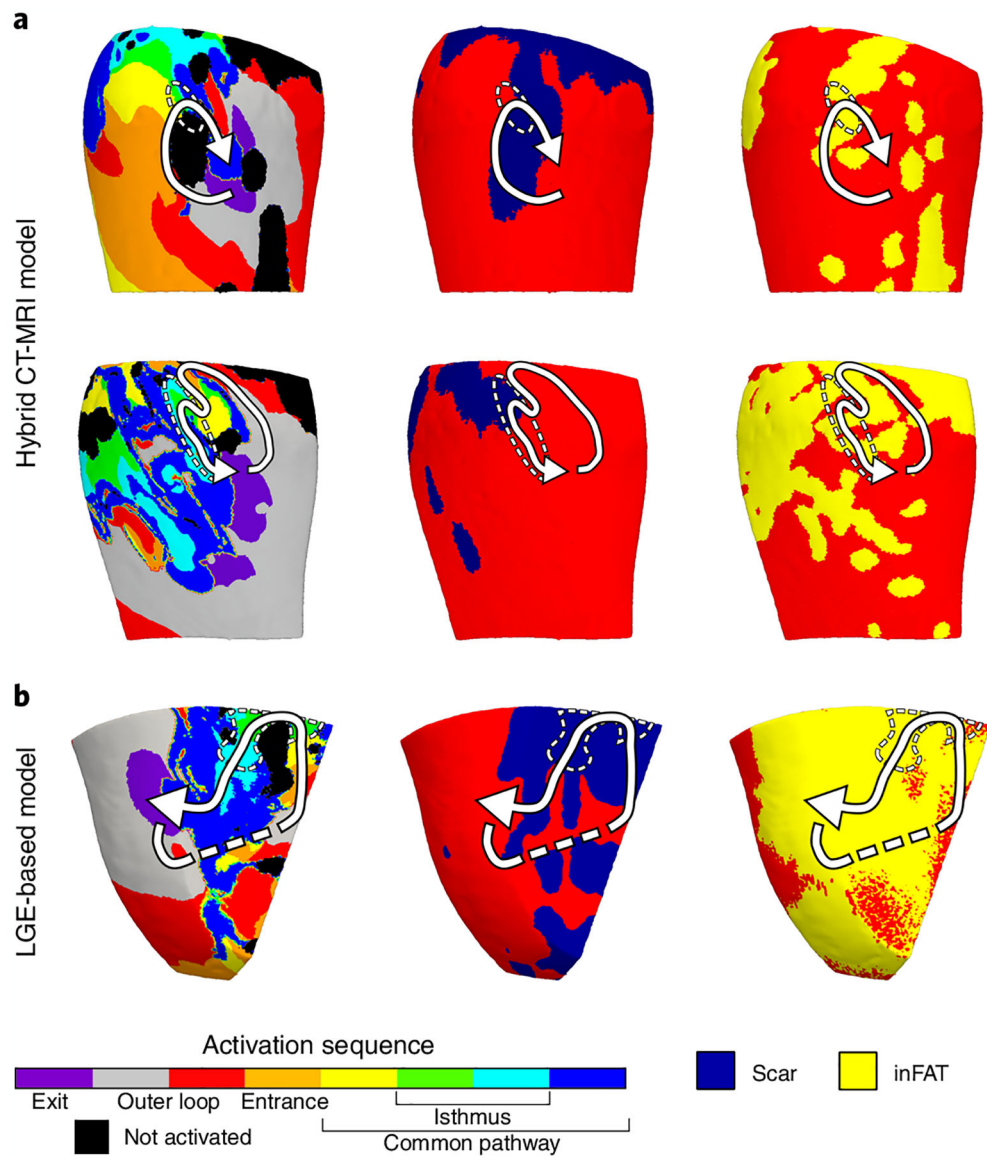 a
Hybrid CT-MRI model
b
LGE-based model
Activation sequence
Exit
Outer loop
Entrance
Isthmus
Common pathway
Not activated
Scar
inFAT